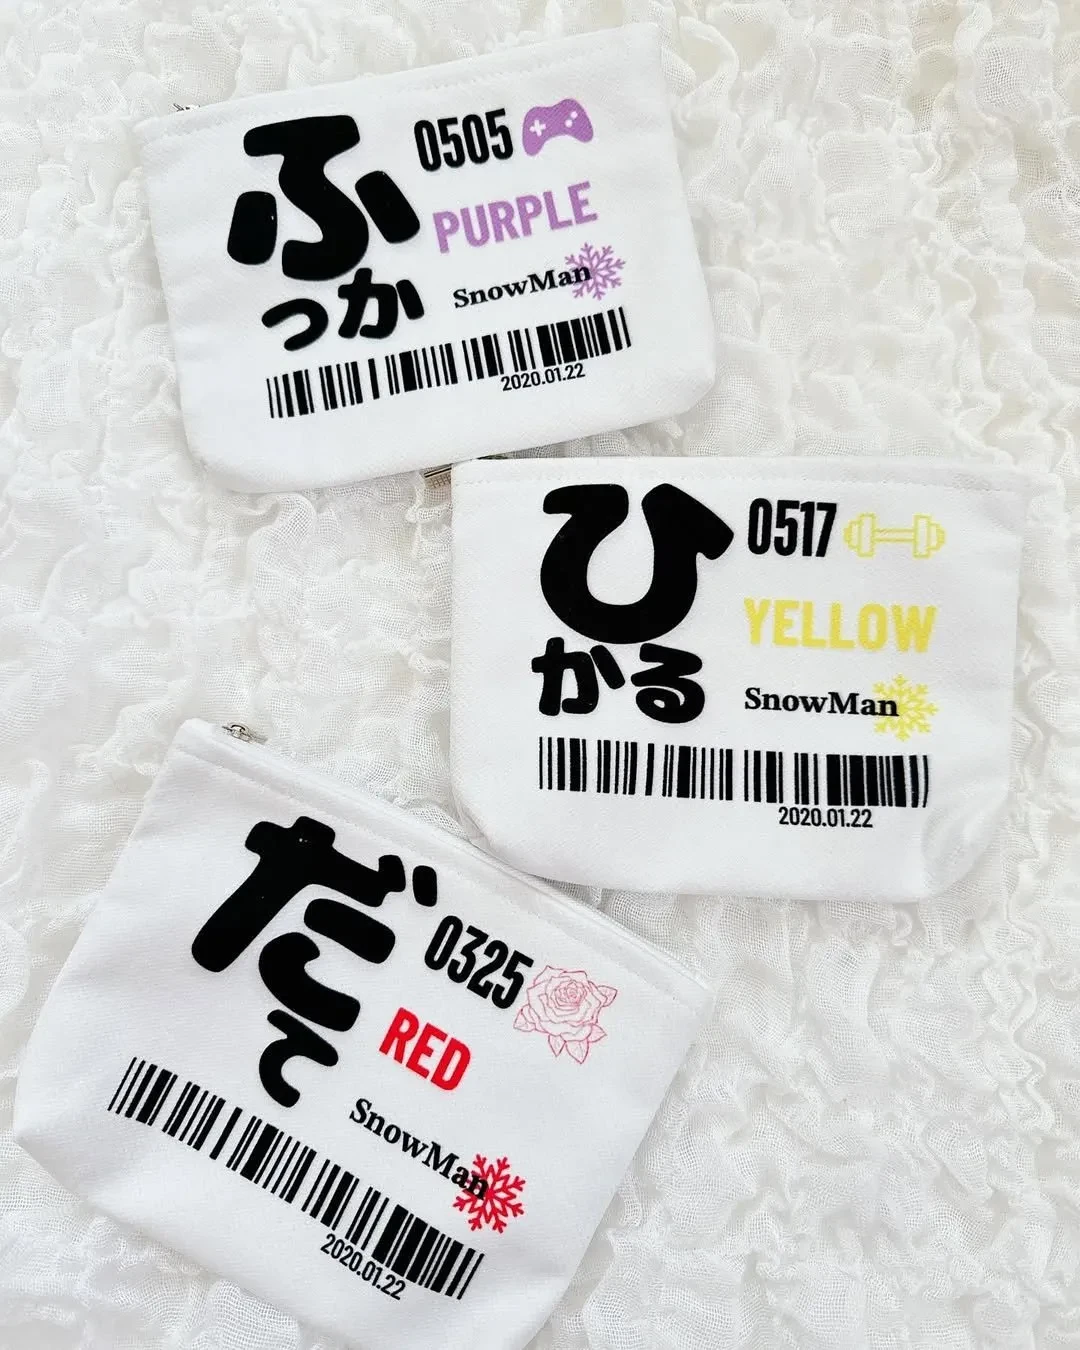 ふ
っか
0505
PURPLE
SnowMan
2020.01.22
ひ
かる
0517
YELLOW
SnowMan
2020.01.22
だ
て
0325
RED
SnowMan
2020.01.22